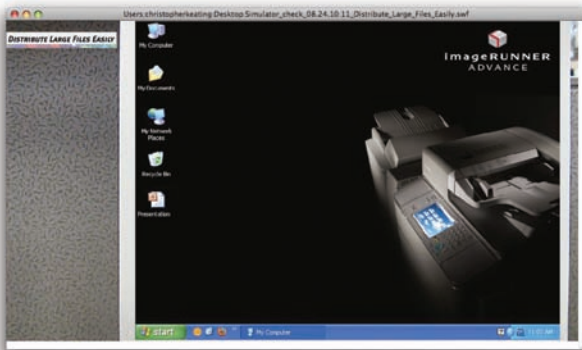 Users:christopherkeating:Desktop:Simulator_check_08.24.10:11_Distribute_Large_Files_Easily.swf
DISTRIBUTE LARGE FILES EASILY
My Computer
imageRUNNER
ADVANCE
My Documents
My Network
Places
Recycle Bin
Presentation
start
My Computer